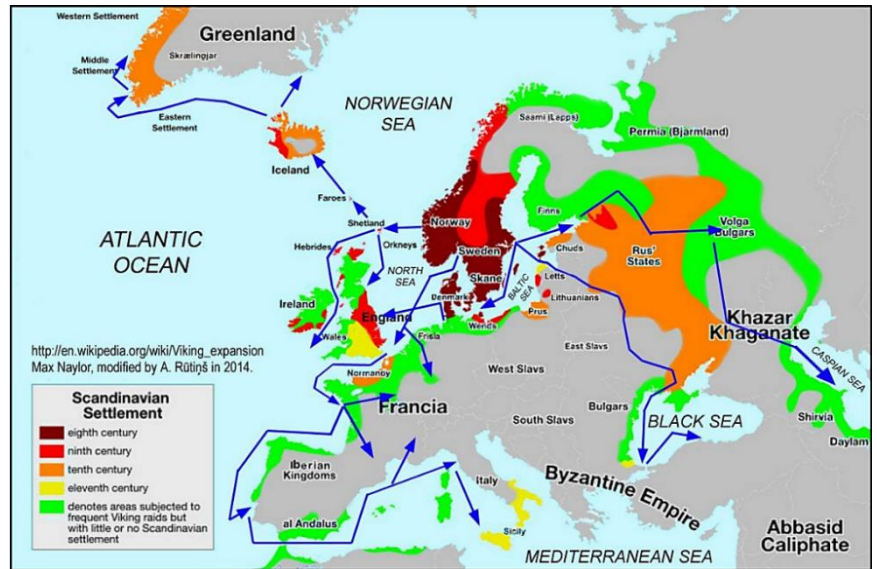 Western Settlement
Greenland
Skrælingjar
Middle
Settlement
Eastern
Settlement
NORWEGIAN
SEA
Iceland
Faroes
Shetland
Hebrides
Orkneys
ATLANTIC
OCEAN
NORTH
SEA
Saami (Lapps)
Permia (Bjarmland)
Norway
Sweden
Finns
Skane
Denmark
BALTIC
SEA
Chuds
Letts
Lithuanians
Prus
Wends
Rus'
States
Volga
Bulgars
Ireland
England
Wales
Frisia
Normandy
Francia
West Slavs
East Slavs
South Slavs
Bulgars
Khazar
Khaganate
CASPIAN SEA
Shirvia
Daylam
BLACK SEA
Byzantine Empire
Abbasid
Caliphate
Iberian
Kingdoms
al Andalus
Italy
Sicily
MEDITERRANEAN SEA
http://en.wikipedia.org/wiki/Viking_expansion
Max Naylor, modified by A. Rūtiņš in 2014.
Scandinavian
Settlement
eighth century
ninth century
tenth century
eleventh century
denotes areas subjected to
frequent Viking raids but
with little or no Scandinavian
settlement